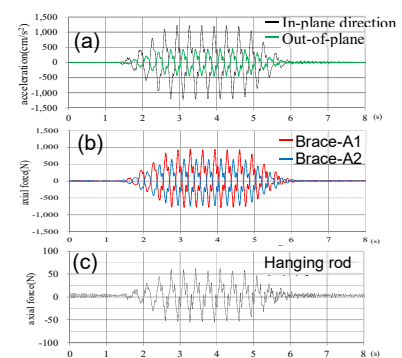 1,500
1,000
500
0
-500
-1,000
-1,500
acceleration(cm/s²)
(a)
In-plane direction
Out-of-plane
0 1 2 3 4 5 6 7 8 (s)
1,500
1,000
500
0
-500
-1,000
-1,500
axial force(N)
(b)
Brace-A1
Brace-A2
0 1 2 3 4 5 6 7 8 (s)
100
50
0
-50
-100
axial force(N)
(c)
Hanging rod
0 1 2 3 4 5 6 7 8 (s)